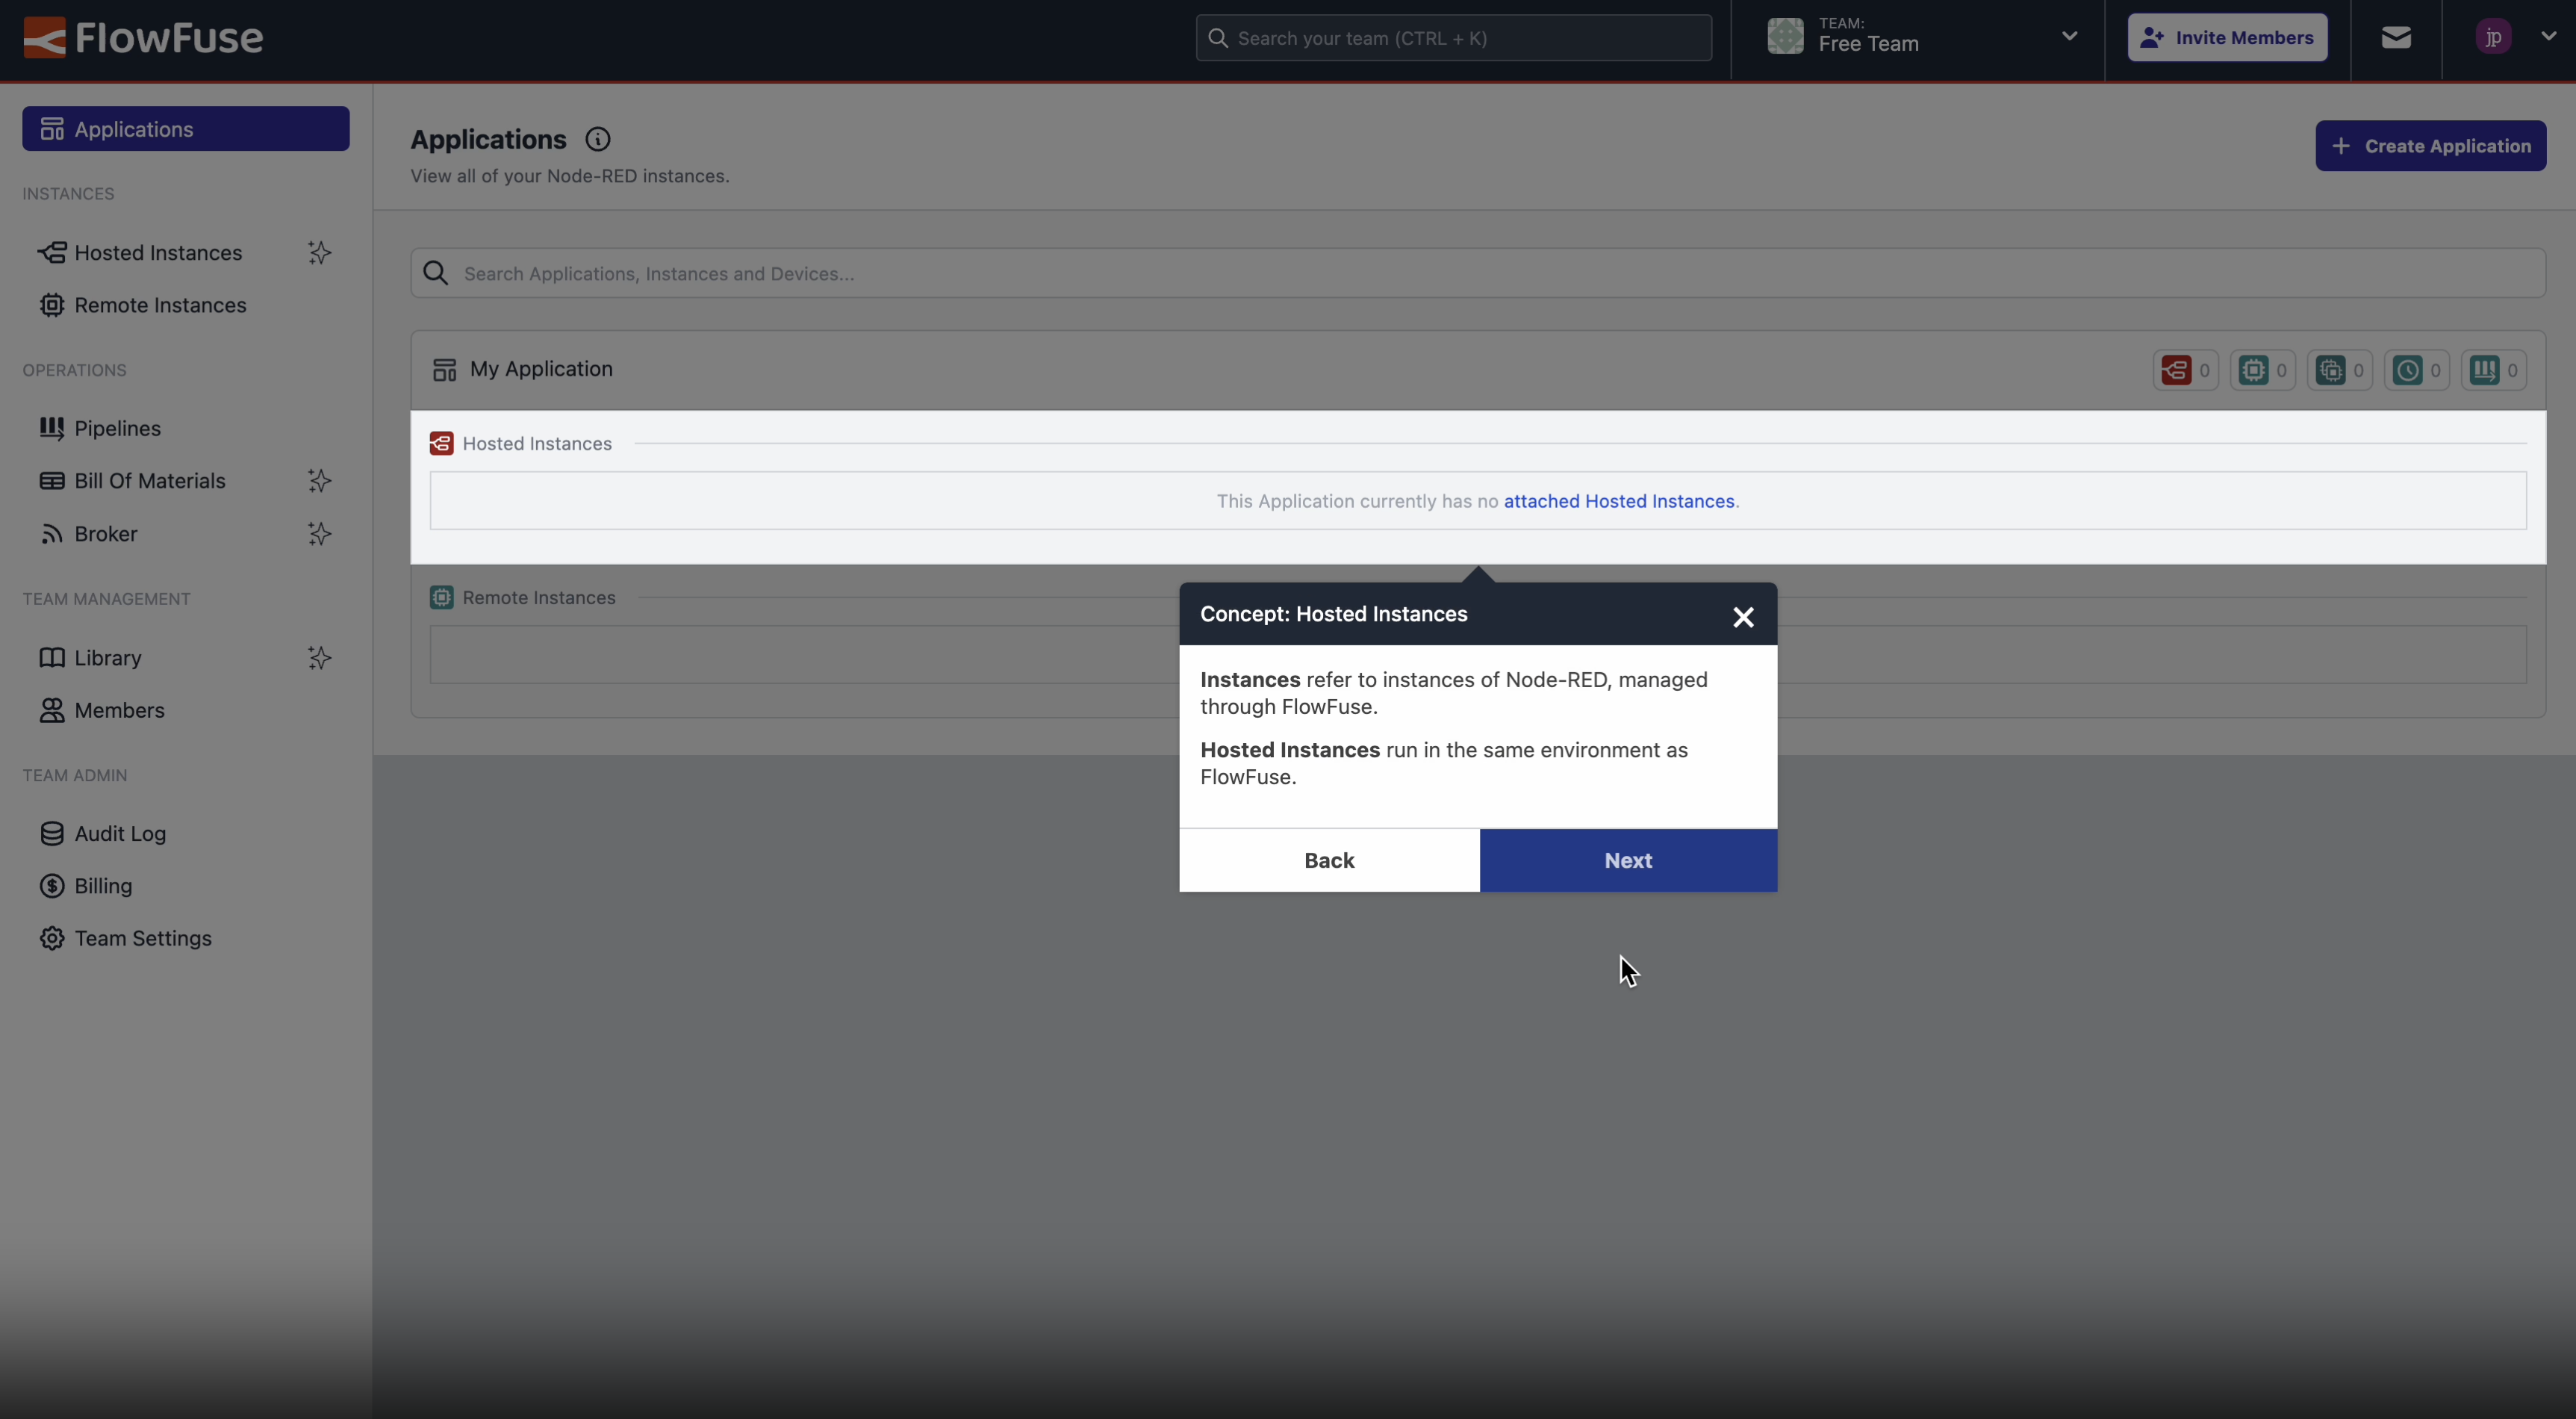 FlowFuse
Search your team (CTRL + K)
TEAM:
Free Team
Invite Members
jp
Applications
INSTANCES
Hosted Instances
Remote Instances
OPERATIONS
Pipelines
Bill Of Materials
Broker
TEAM MANAGEMENT
Library
Members
TEAM ADMIN
Audit Log
Billing
Team Settings
Applications
View all of your Node-RED instances.
Create Application
Search Applications, Instances and Devices...
My Application
0 0 0 0 0
Hosted Instances
This Application currently has no attached Hosted Instances.
Remote Instances
Concept: Hosted Instances
Instances refer to instances of Node-RED, managed
through FlowFuse.
Hosted Instances run in the same environment as
FlowFuse.
Back
Next